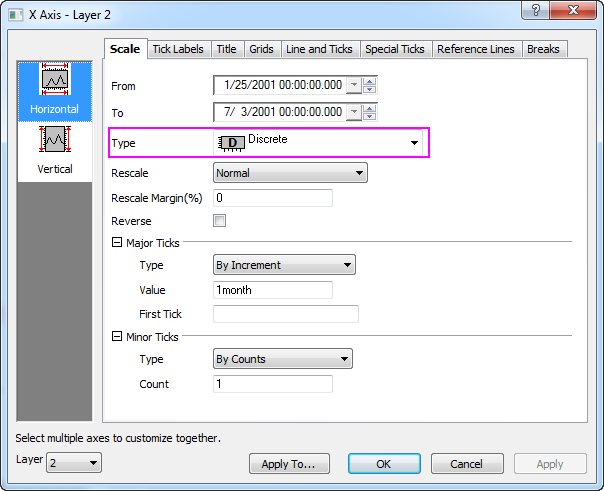 X Axis - Layer 2
Scale Tick Labels Title Grids Line and Ticks Special Ticks Reference Lines Breaks
Horizontal
Vertical
From 1/25/2001 00:00:00.000
To 7/ 3/2001 00:00:00.000
Type D Discrete
Rescale Normal
Rescale Margin(%) 0
Reverse
Major Ticks
Type By Increment
Value 1month
First Tick
Minor Ticks
Type By Counts
Count 1
Select multiple axes to customize together.
Layer 2 Apply To... OK Cancel Apply